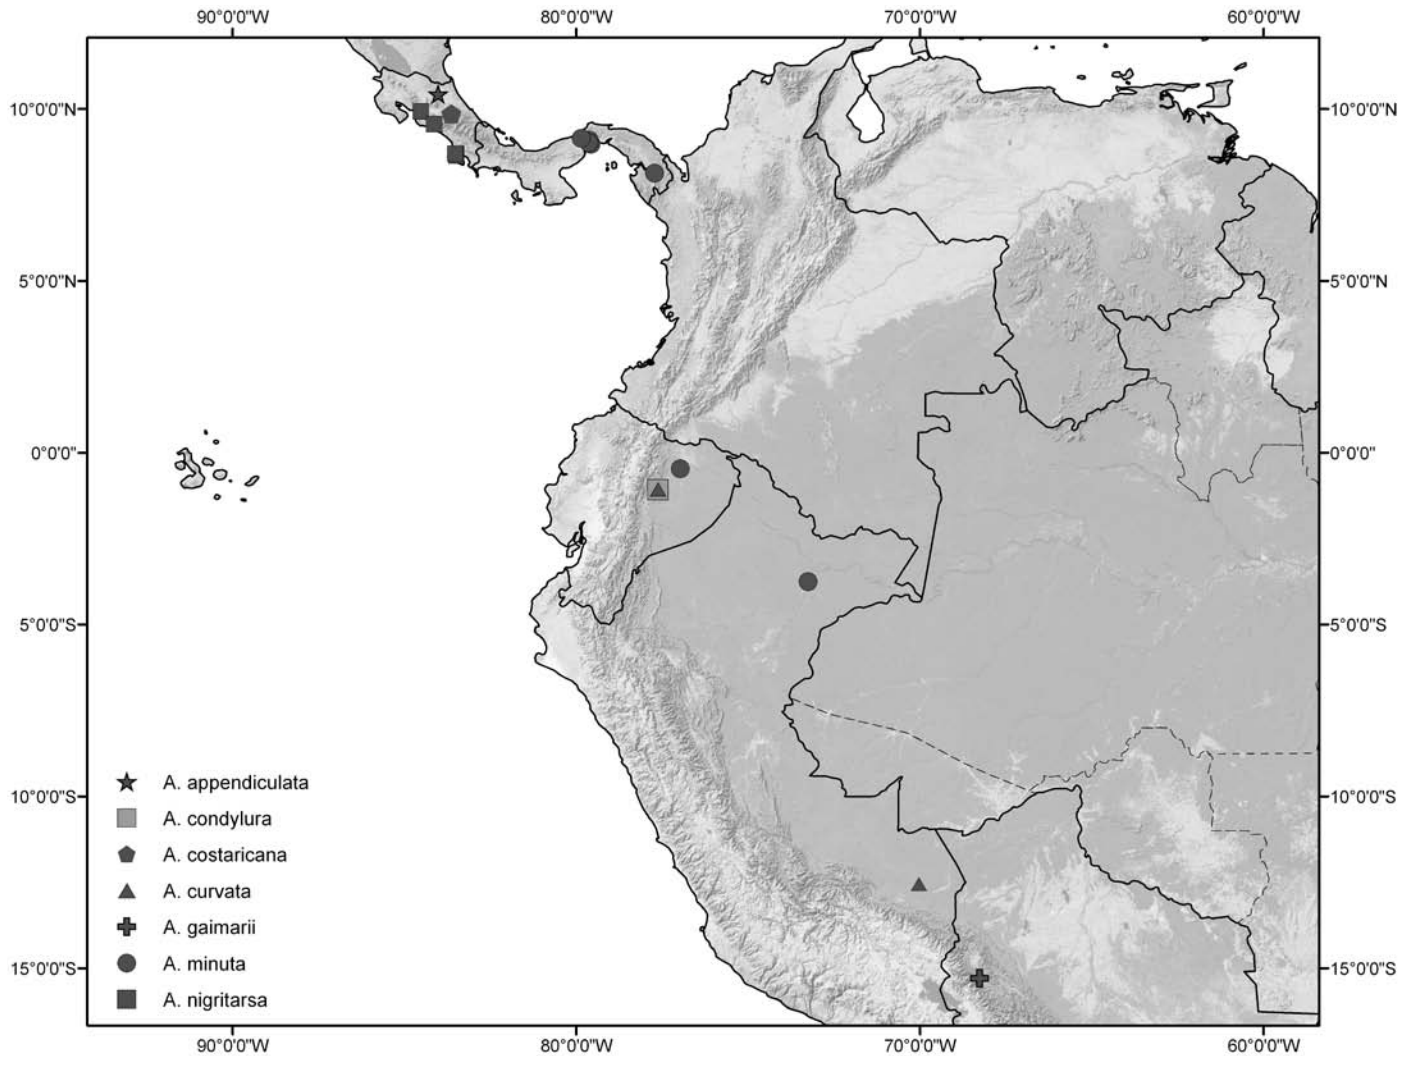 90°0'0"W 80°0'0"W 70°0'0"W 60°0'0"W
10°0'0"N 10°0'0"N
5°0'0"N 5°0'0"N
0°0'0" 0°0'0"
5°0'0"S 5°0'0"S
10°0'0"S 10°0'0"S
15°0'0"S 15°0'0"S
A. appendiculata
A. condylura
A. costaricana
A. curvata
A. gaimarii
A. minuta
A. nigritarsa
90°0'0"W 80°0'0"W 70°0'0"W 60°0'0"W